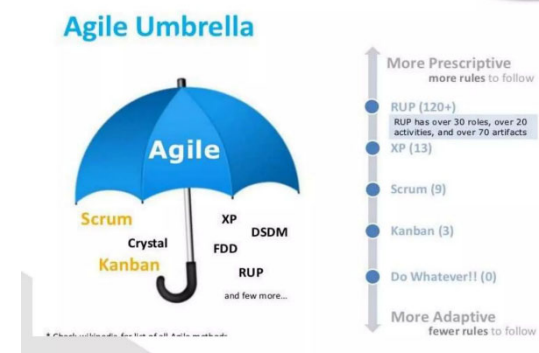 Agile Umbrella
Agile
Scrum
XP
DSDM
Crystal
FDD
Kanban
RUP
and few more...
More Prescriptive
more rules to follow
RUP (120+)
RUP has over 30 roles, over 20
activities, and over 70 artifacts
XP (13)
Scrum (9)
Kanban (3)
Do Whatever!! (0)
More Adaptive
fewer rules to follow